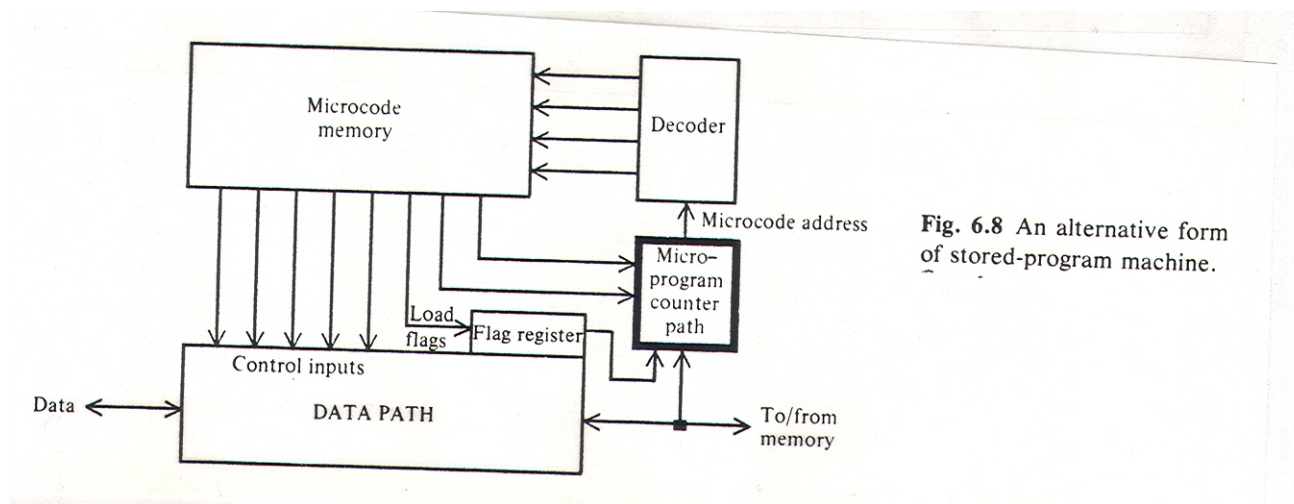 Microcode
memory
Decoder
Microcode address
Micro–
program
counter
path
Load
flags
Flag register
Control inputs
DATA PATH
Data
To/from
memory
Fig. 6.8 An alternative form
of stored-program machine.